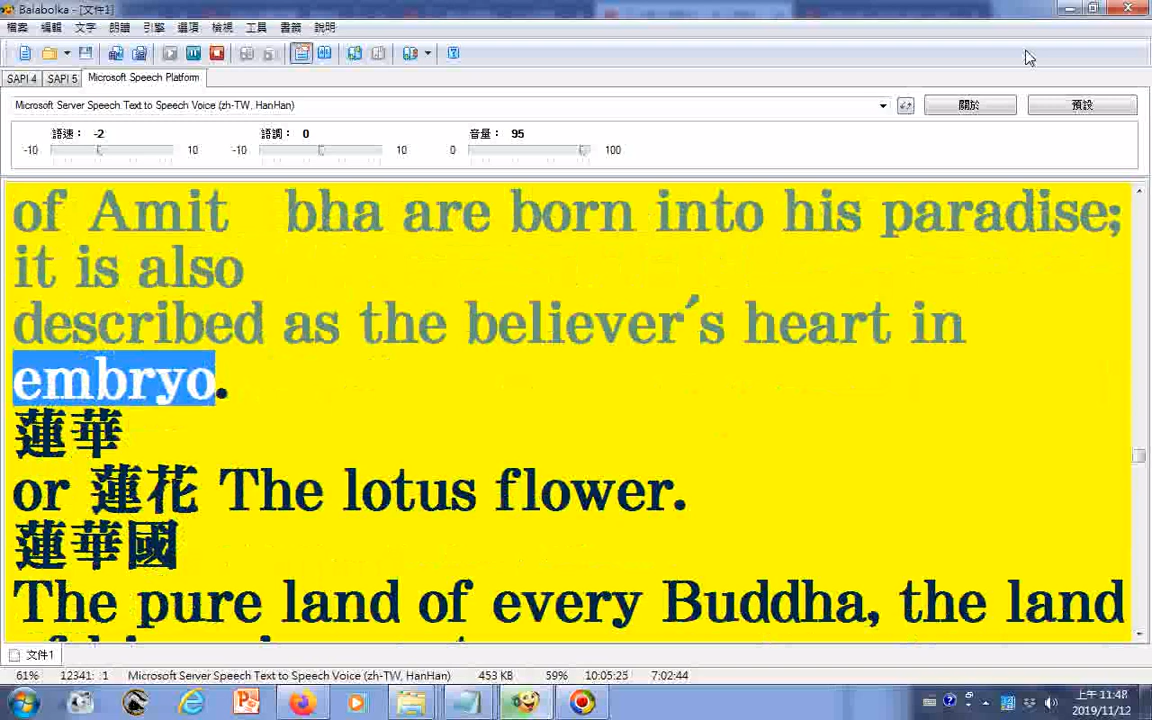 Balabolka - [文件1]
檔案 編輯 文字 朗讀 引擎 選項 檢視 工具 書籤 說明
SAPI 4 SAPI 5 Microsoft Speech Platform
Microsoft Server Speech Text to Speech Voice (zh-TW, HanHan) 關於 預設
語速: -2 語調: 0 音量: 95
-10 10 -10 10 0 100
of Amit bha are born into his paradise;
it is also
described as the believer's heart in
embryo.
蓮華
or 蓮花 The lotus flower.
蓮華國
The pure land of every Buddha, the land
文件1
61% 12341: 1 Microsoft Server Speech Text to Speech Voice (zh-TW, HanHan) 453 KB 59% 10:05:25 7:02:44
上午 11:48
2019/11/12